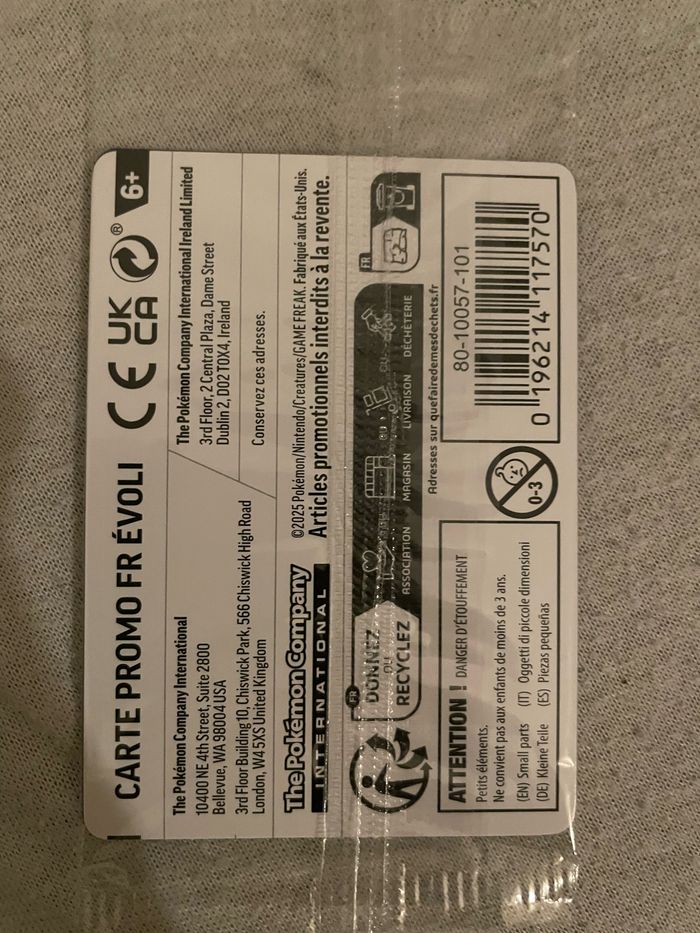 CARTE PROMO FR ÉVOLI
CE UK CA ® 6+
The Pokémon Company International
10400 NE 4th Street, Suite 2800
Bellevue, WA 98004 USA
3rd Floor Building 10, Chiswick Park, 566 Chiswick High Road
London, W4 5XS United Kingdom
The Pokémon Company International Ireland Limited
3rd Floor, 2 Central Plaza, Dame Street
Dublin 2, D02 T0X4, Ireland
Conservez ces adresses.
The Pokémon Company
INTERNATIONAL
©2025 Pokémon/Nintendo/Creatures/GAME FREAK. Fabriqué aux États-Unis.
Articles promotionnels interdits à la revente.
FR
DONNEZ
OU
RECYCLEZ
OU
OU
ASSOCIATION
MAGASIN
LIVRAISON
DÉCHÈTERIE
FR
Adresses sur quefairedemesdechets.fr
ATTENTION ! DANGER D'ÉTOUFFEMENT
Petits éléments.
Ne convient pas aux enfants de moins de 3 ans.
(EN) Small parts (IT) Oggetti di piccole dimensioni
(DE) Kleine Teile (ES) Piezas pequeñas
0-3
80-10057-101
0 196214 117570